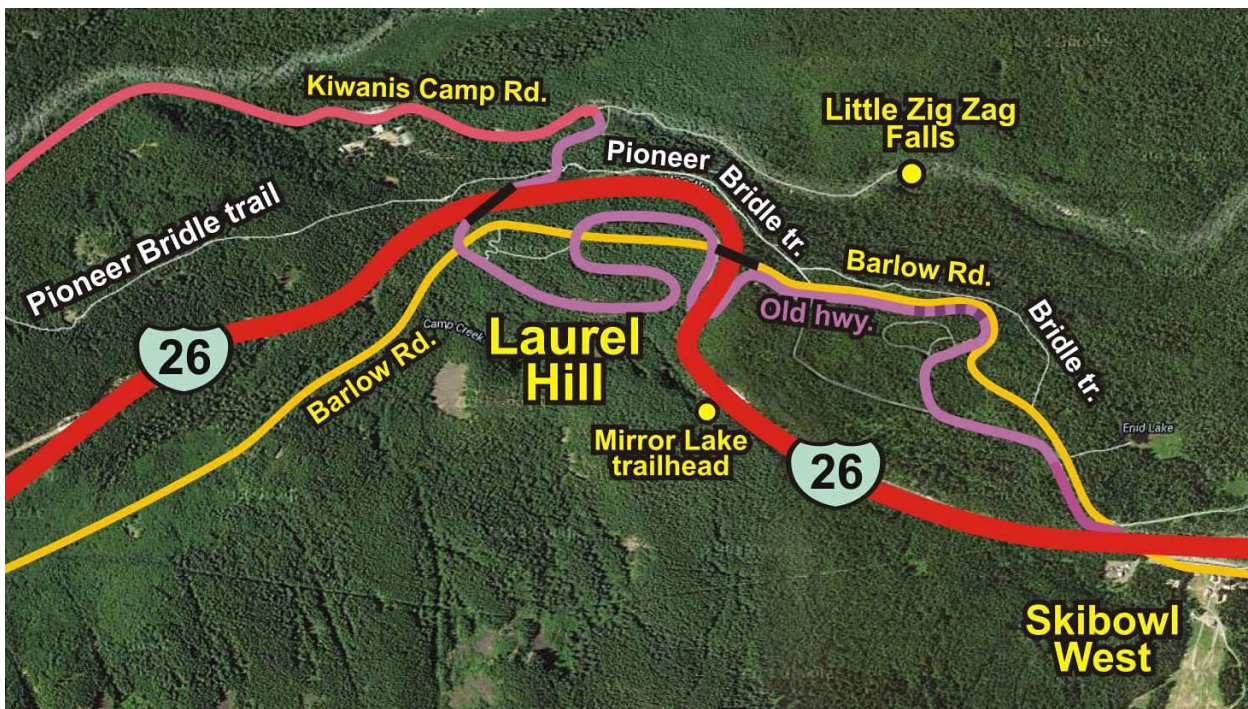 Kiwanis Camp Rd.
Little Zig Zag
Falls
Pioneer Bridle tr.
Pioneer Bridle trail
Barlow Rd.
Old hwy.
Bridle tr.
26
Camp Creek
Laurel
Hill
Barlow Rd.
Mirror Lake
trailhead
Enid Lake
26
Skibowl
West